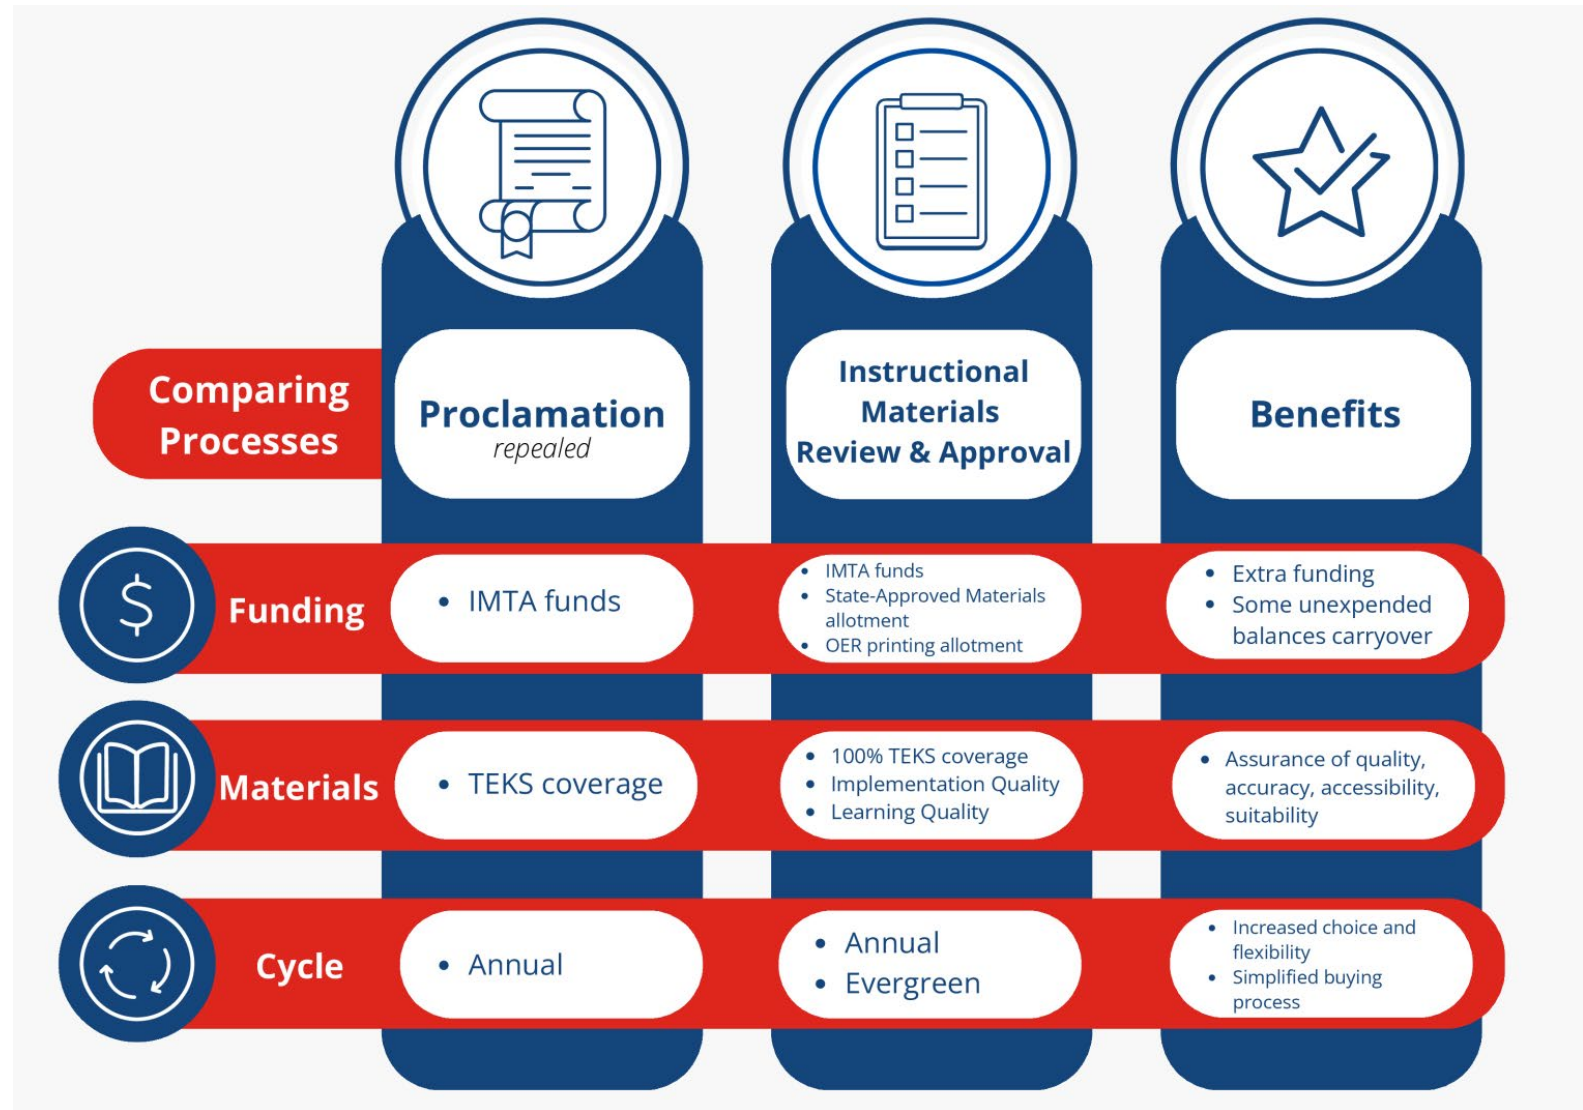 Comparing
Processes
Proclamation
repealed
Instructional
Materials
Review & Approval
Benefits
$
Funding
• IMTA funds
• IMTA funds
• State-Approved Materials
allotment
• OER printing allotment
• Extra funding
• Some unexpended
balances carryover
Materials
• TEKS coverage
• 100% TEKS coverage
• Implementation Quality
• Learning Quality
• Assurance of quality,
accuracy, accessibility,
suitability
Cycle
• Annual
• Annual
• Evergreen
• Increased choice and
flexibility
• Simplified buying
process